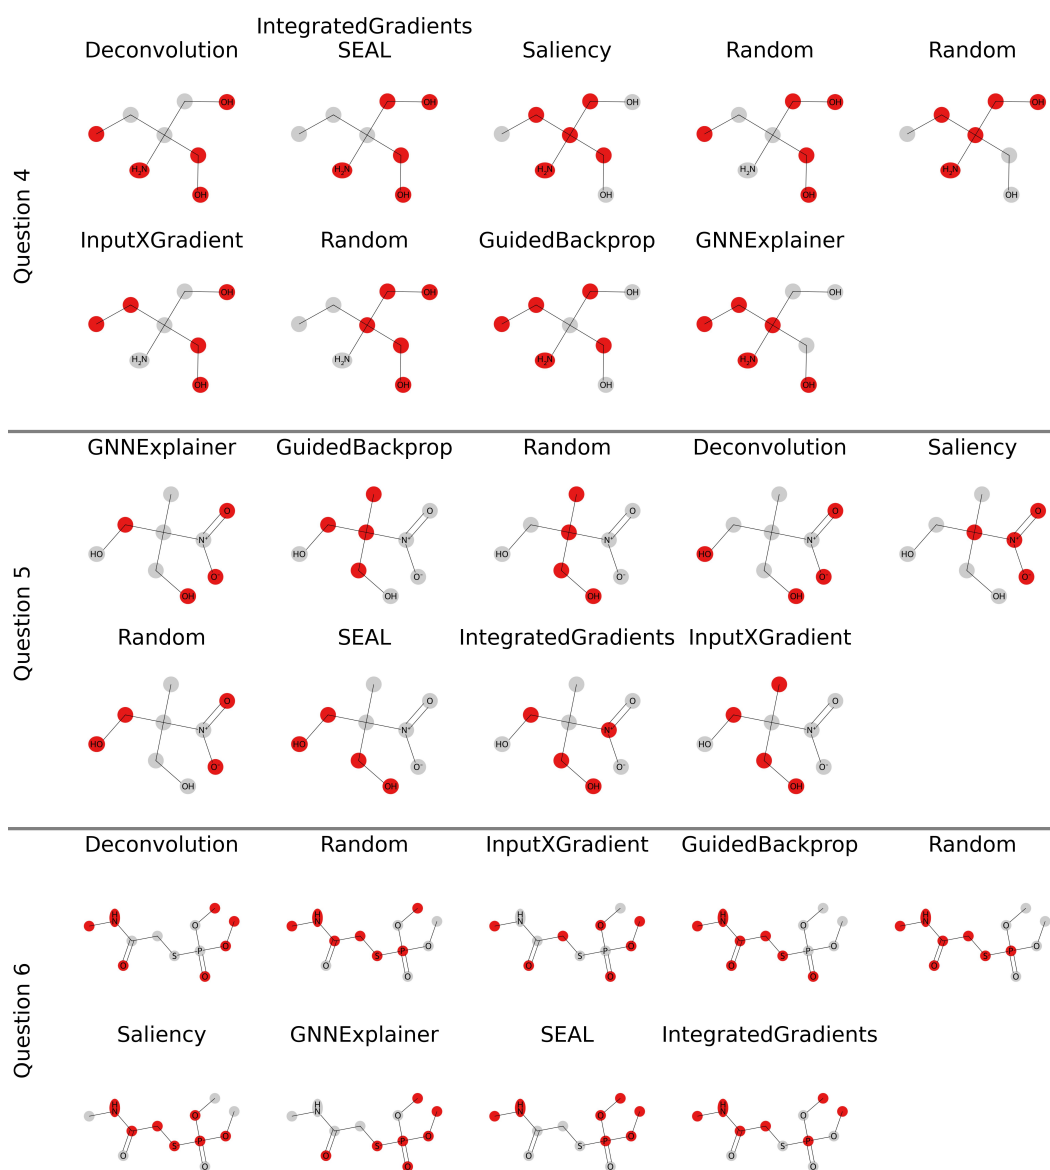 IntegratedGradients
Deconvolution SEAL Saliency Random Random
OH OH OH OH OH
H₂N H₂N H₂N H₂N H₂N
OH OH OH OH OH
Question 4
InputXGradient Random GuidedBackprop GNNExplainer
OH OH OH OH
H₂N H₂N H₂N H₂N
OH OH OH OH
GNNExplainer GuidedBackprop Random Deconvolution Saliency
O O O O O
HO N⁺ HO N⁺ HO N⁺ HO N⁺ HO N⁺
O⁻ O⁻ O⁻ O⁻ O⁻
OH OH OH OH OH
Question 5
Random SEAL IntegratedGradients InputXGradient
O O O O
HO N⁺ HO N⁺ HO N⁺ HO N⁺
O⁻ O⁻ O⁻ O⁻
OH OH OH OH
Deconvolution Random InputXGradient GuidedBackprop Random
H H H H H
N O N O N O N O N O
S P O S P O S P O S P O S P O
O O O O O O O O O O
Question 6
Saliency GNNExplainer SEAL IntegratedGradients
H H H H
N O N O N O N O
S P O S P O S P O S P O
O O O O O O O O